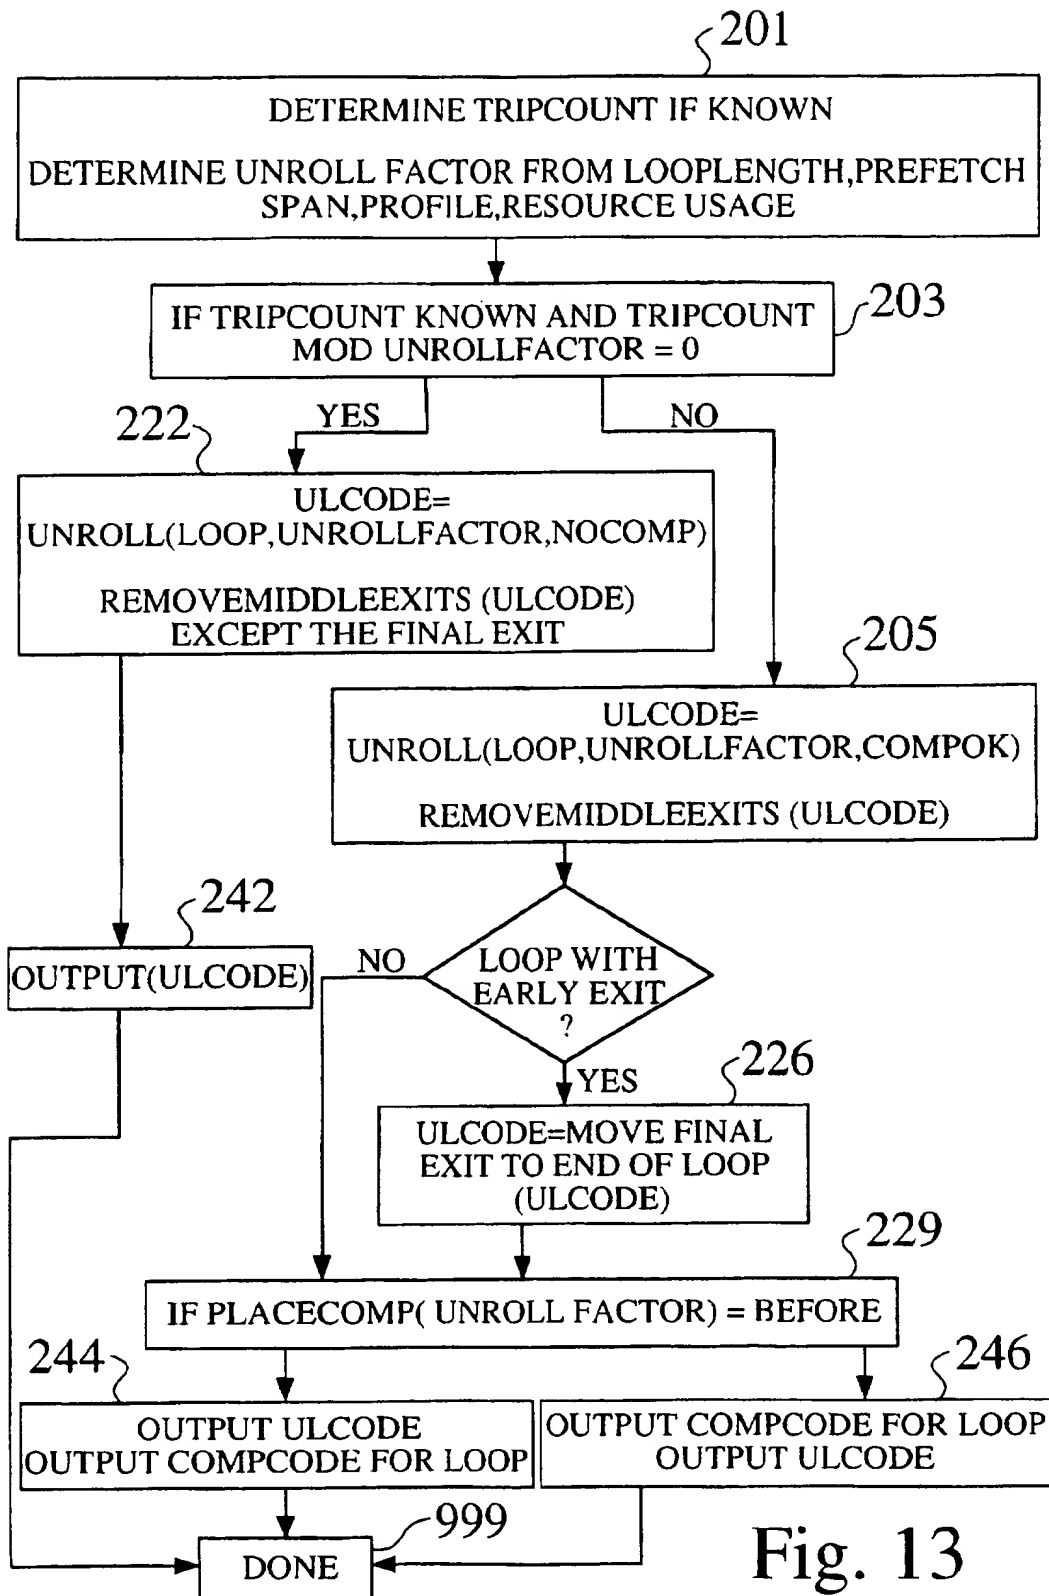 201
DETERMINE TRIPCOUNT IF KNOWN
DETERMINE UNROLL FACTOR FROM LOOPLENGTH,PREFETCH
SPAN,PROFILE,RESOURCE USAGE
203
IF TRIPCOUNT KNOWN AND TRIPCOUNT
MOD UNROLLFACTOR = 0
YES
NO
222
ULCODE=
UNROLL(LOOP,UNROLLFACTOR,NOCOMP)
REMOVEMIDDLEEXITS (ULCODE)
EXCEPT THE FINAL EXIT
205
ULCODE=
UNROLL(LOOP,UNROLLFACTOR,COMPOK)
REMOVEMIDDLEEXITS (ULCODE)
242
OUTPUT(ULCODE)
NO
LOOP WITH
EARLY EXIT
?
YES
226
ULCODE=MOVE FINAL
EXIT TO END OF LOOP
(ULCODE)
229
IF PLACECOMP( UNROLL FACTOR) = BEFORE
244
OUTPUT ULCODE
OUTPUT COMPCODE FOR LOOP
246
OUTPUT COMPCODE FOR LOOP
OUTPUT ULCODE
999
DONE
Fig. 13